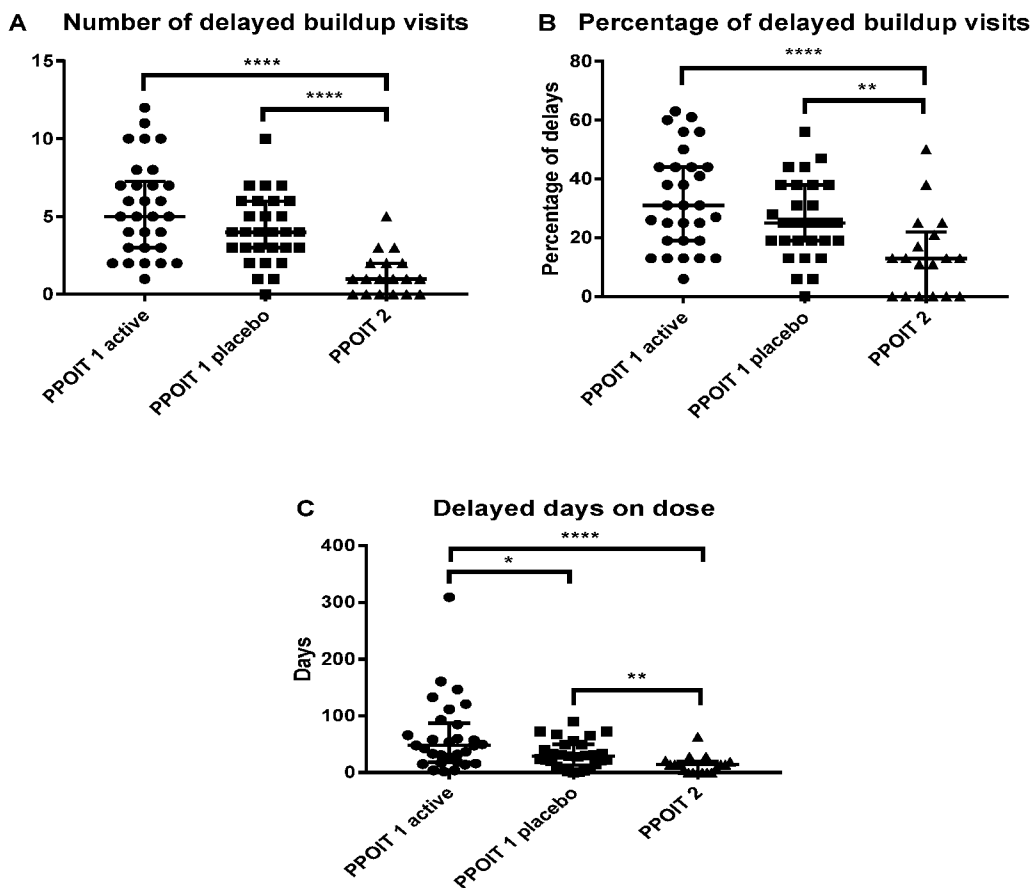 A Number of delayed buildup visits
15
10
5
0
****
****
PPOIT 1 active
PPOIT 1 placebo
PPOIT 2
B Percentage of delayed buildup visits
Percentage of delays
80
60
40
20
0
****
**
PPOIT 1 active
PPOIT 1 placebo
PPOIT 2
C Delayed days on dose
Days
400
300
200
100
0
****
*
**
PPOIT 1 active
PPOIT 1 placebo
PPOIT 2